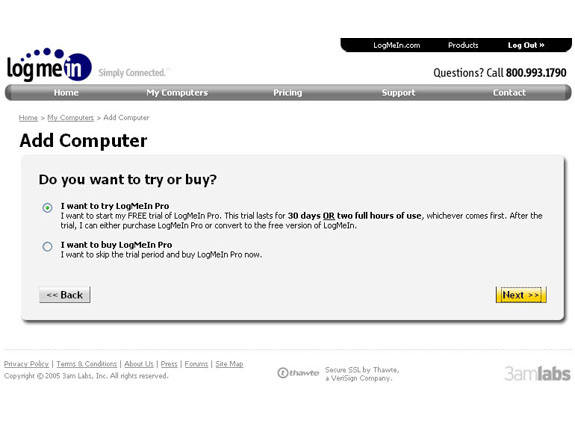 LogMeIn.com Products Log Out »
logmein Simply Connected.™
Questions? Call 800.993.1790
Home My Computers Pricing Support Contact
Home > My Computers > Add Computer
Add Computer
Do you want to try or buy?
I want to try LogMeIn Pro
I want to start my FREE trial of LogMeIn Pro. This trial lasts for 30 days OR two full hours of use, whichever comes first. After the
trial, I can either purchase LogMeIn Pro or convert to the free version of LogMeIn.
I want to buy LogMeIn Pro
I want to skip the trial period and buy LogMeIn Pro now.
<< Back Next >>
Privacy Policy | Terms & Conditions | About Us | Press | Forums | Site Map
Copyright © 2005 3am Labs, Inc. All rights reserved.
thawte Secure SSL by Thawte,
a VeriSign Company.
3amlabs